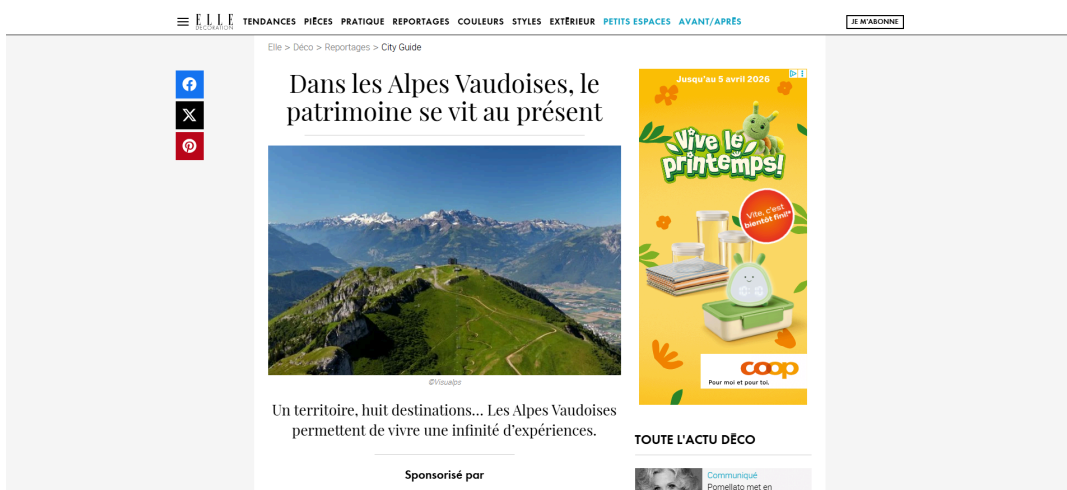 ELLE
DECORATION
TENDANCES PIÈCES PRATIQUE REPORTAGES COULEURS STYLES EXTÉRIEUR PETITS ESPACES AVANT/APRÈS
JE M'ABONNE
Elle > Déco > Reportages > City Guide
Dans les Alpes Vaudoises, le
patrimoine se vit au présent
©Visualps
Un territoire, huit destinations... Les Alpes Vaudoises
permettent de vivre une infinité d'expériences.
Sponsorisé par
Jusqu'au 5 avril 2026
Vive le
printemps!
Vite, c'est
bientôt fini!*
coop
Pour moi et pour toi.
TOUTE L'ACTU DÉCO
Communiqué
Pomellato met en